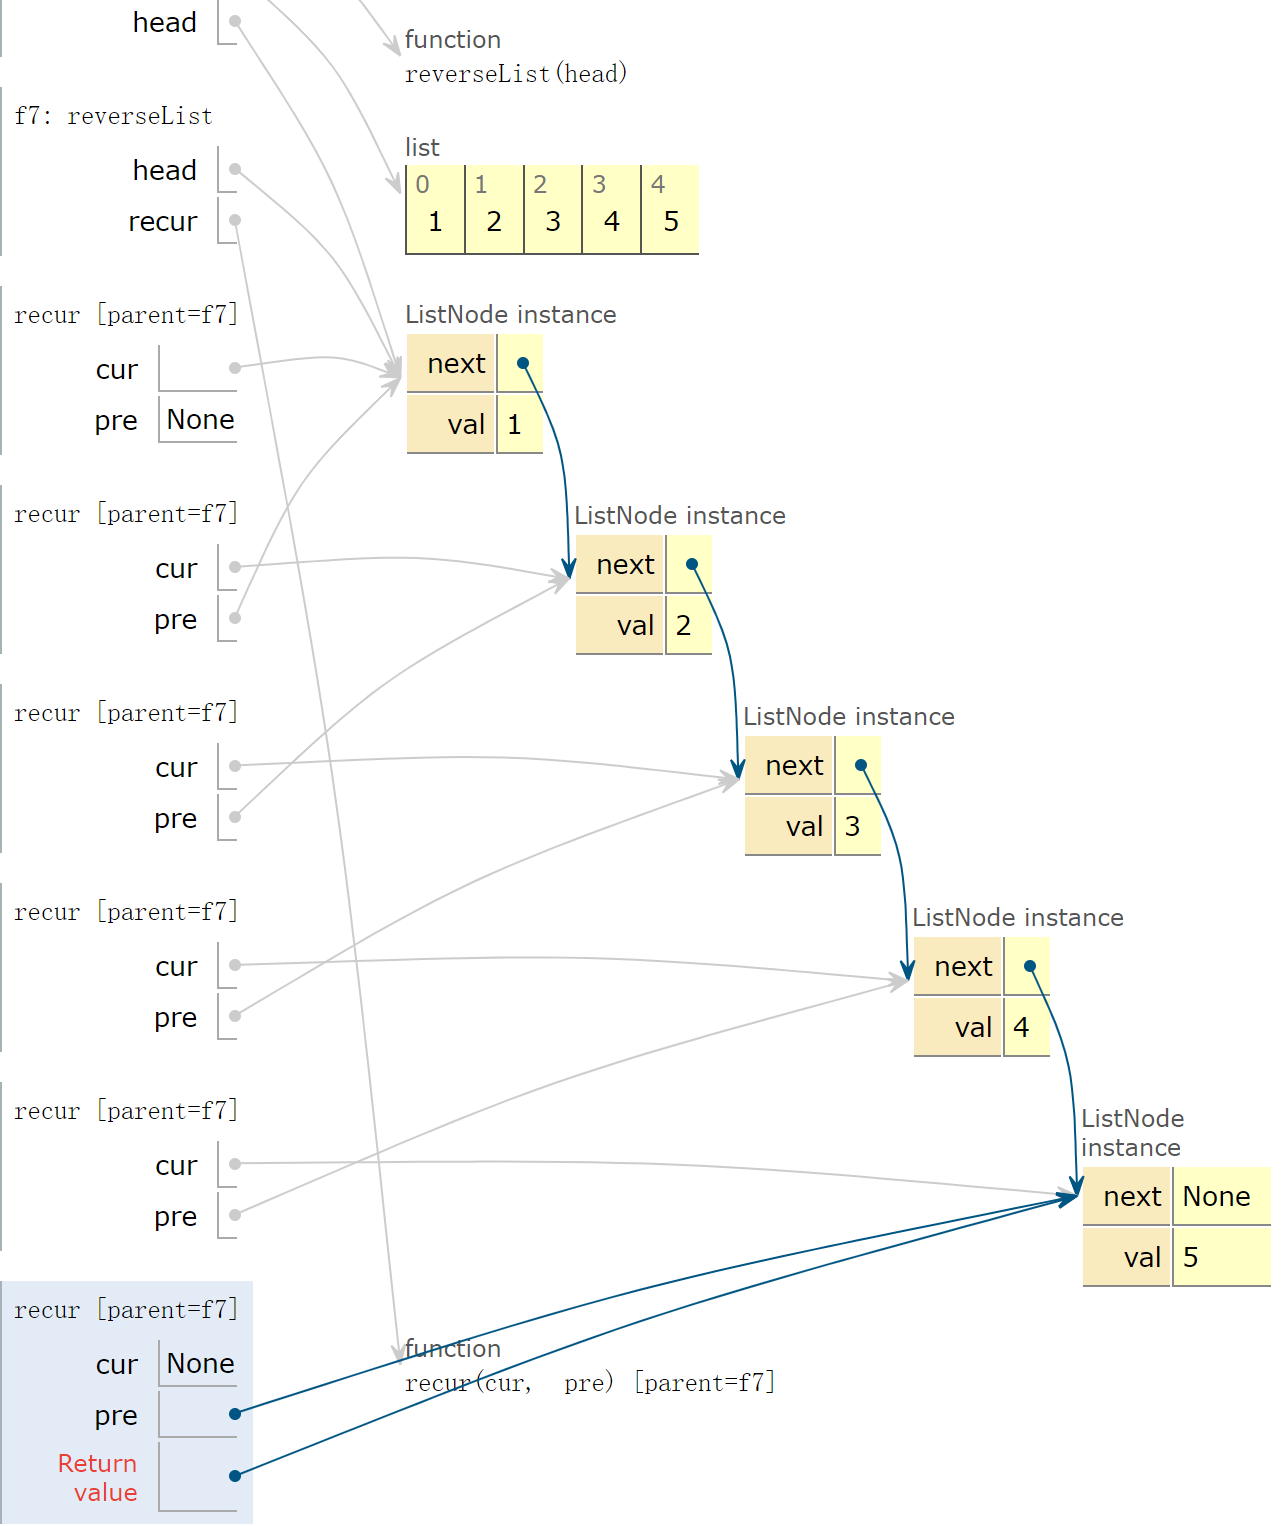 head
function
reverseList(head)
f7: reverseList
head
recur
list
0 1 2 3 4
1 2 3 4 5
recur [parent=f7]
cur
pre None
ListNode instance
next
val 1
recur [parent=f7]
cur
pre
ListNode instance
next
val 2
recur [parent=f7]
cur
pre
ListNode instance
next
val 3
recur [parent=f7]
cur
pre
ListNode instance
next
val 4
recur [parent=f7]
cur
pre
ListNode
instance
next None
val 5
recur [parent=f7]
cur None
pre
Return
value
function
recur(cur, pre) [parent=f7]